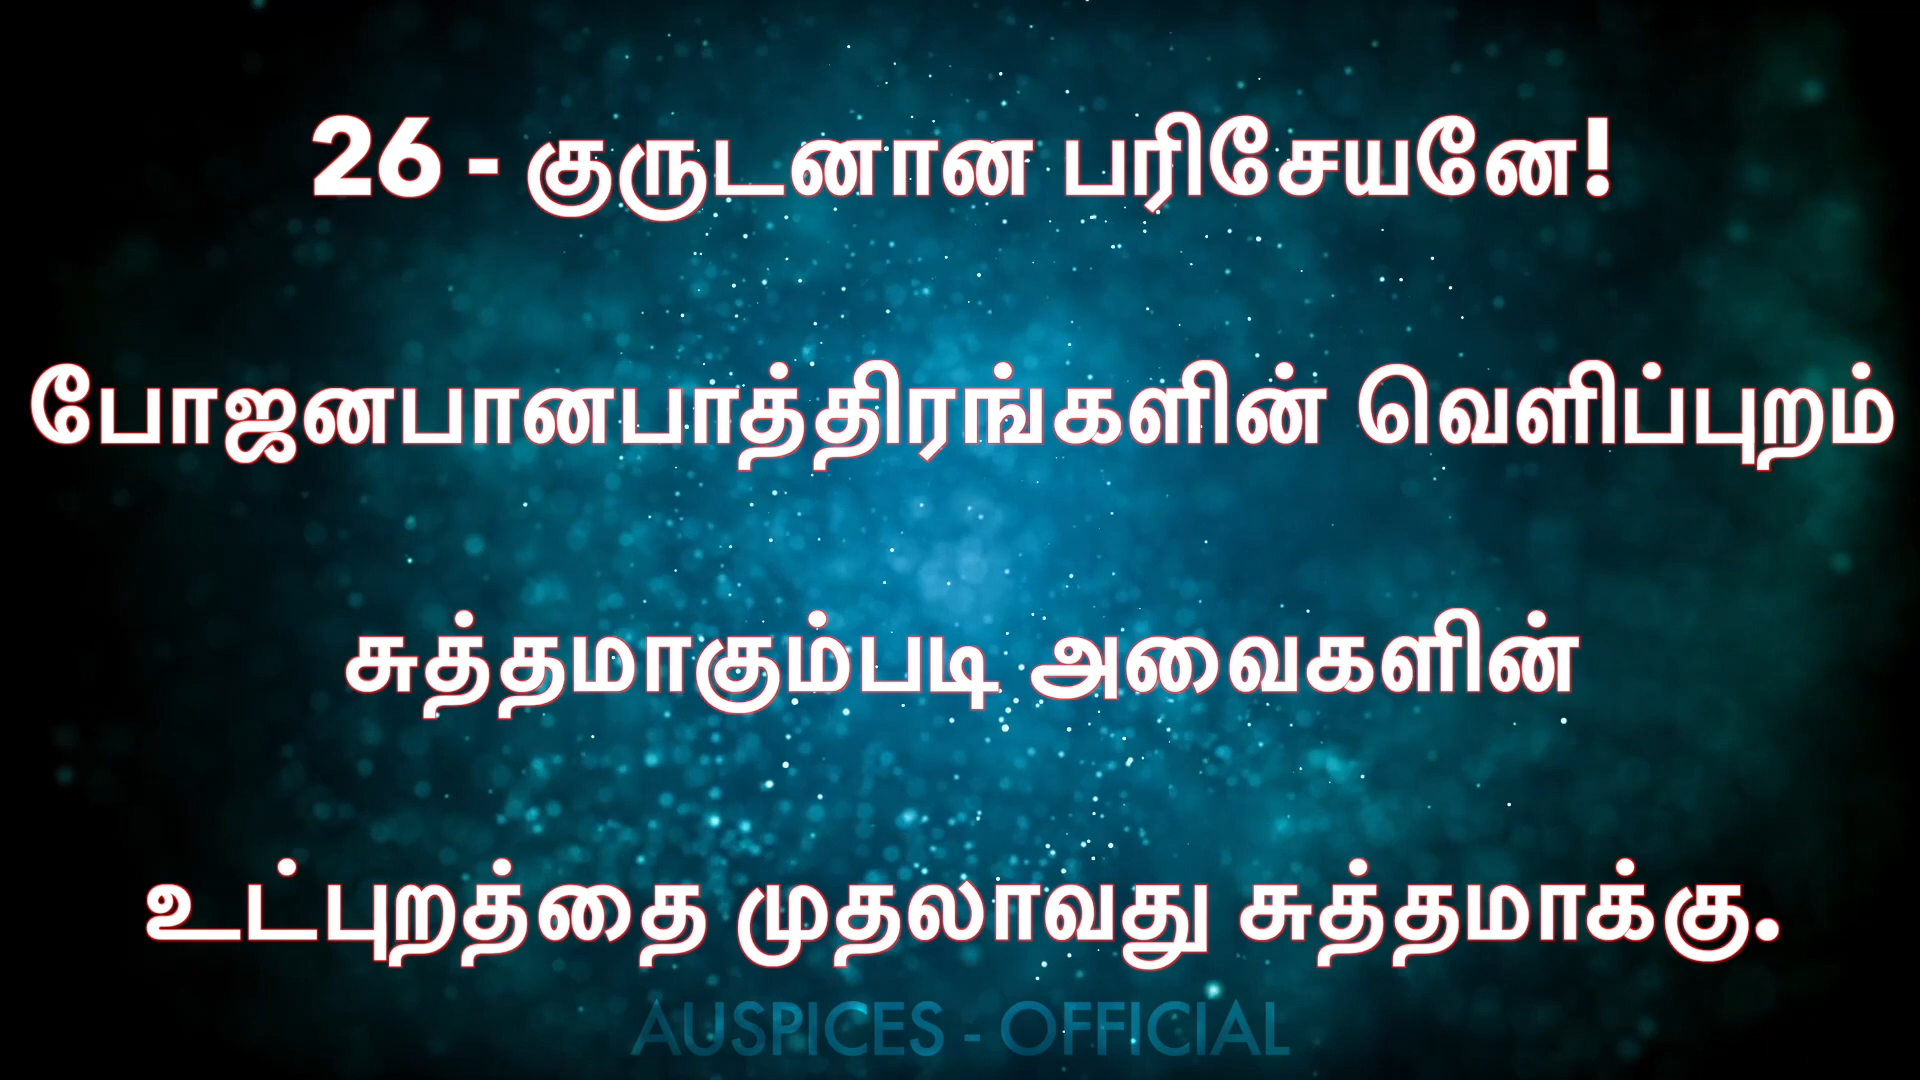 26 - குருடனான பரிசேயனே!
போஜனபானபாத்திரங்களின் வெளிப்புறம்
சுத்தமாகும்படி அவைகளின்
உட்புறத்தை முதலாவது சுத்தமாக்கு.
AUSPICES - OFFICIAL